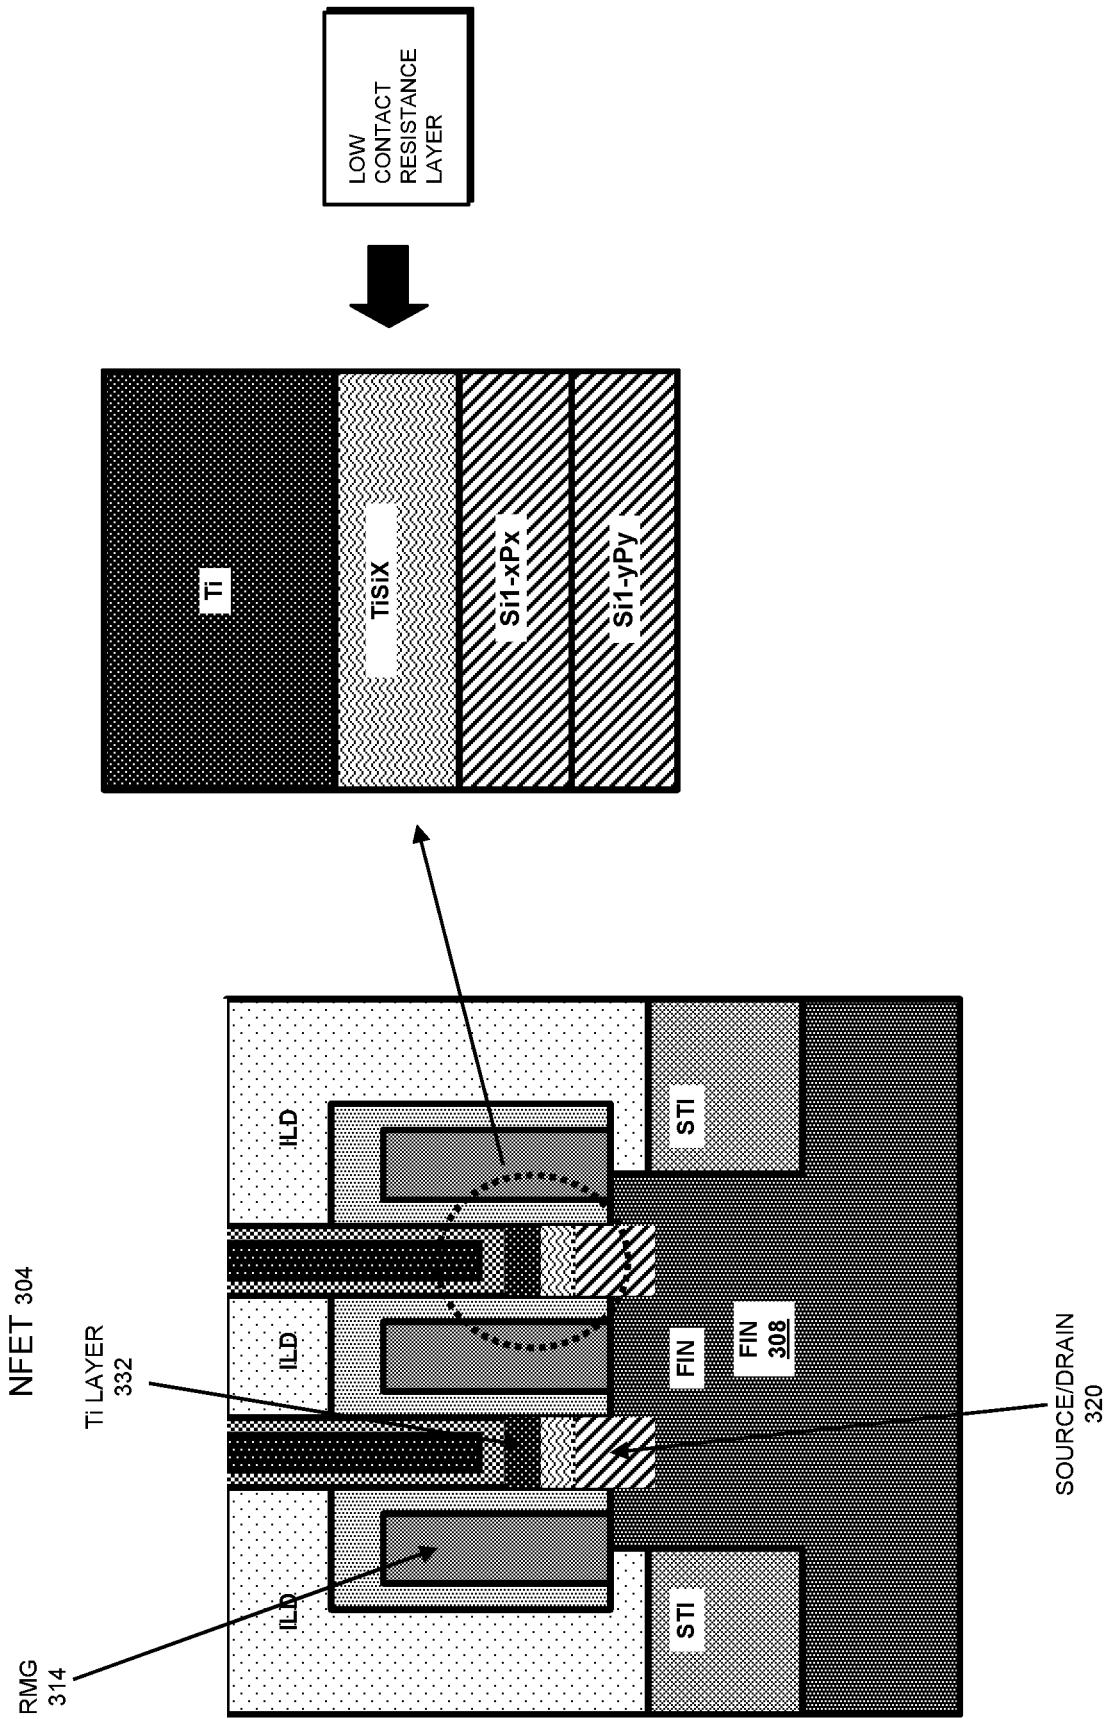 NFET 304
RMG
314
Ti LAYER
332
ILD
ILD
ILD
STI
STI
FIN
FIN
308
SOURCE/DRAIN
320
Ti
TiSiX
Si1-xPx
Si1-yPy
LOW
CONTACT
RESISTANCE
LAYER